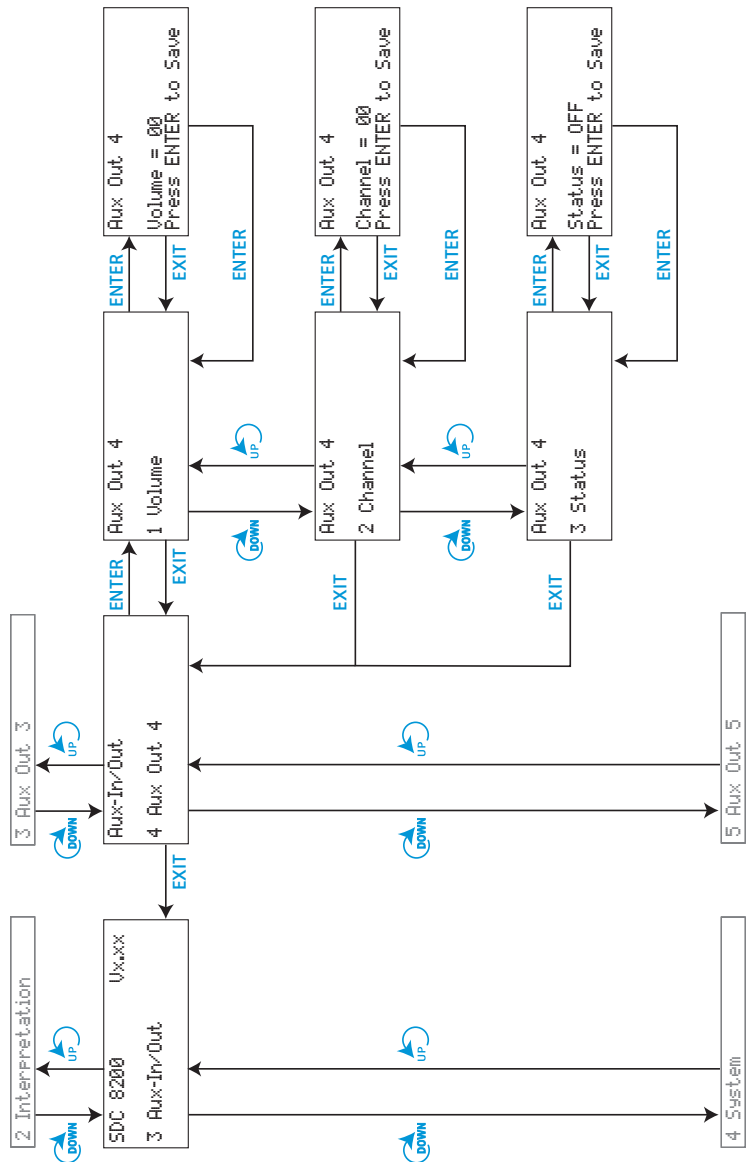 2 Interpretation
3 Aux Out 3
DOWN
UP
DOWN
UP
SDC 8200 Vx.xx
3 Aux-In/Out
EXIT
Aux-In/Out
4 Aux Out 4
ENTER
EXIT
Aux Out 4
1 Volume
ENTER
EXIT
Aux Out 4
Volume = 00
Press ENTER to Save
ENTER
DOWN
UP
EXIT
Aux Out 4
2 Channel
ENTER
EXIT
Aux Out 4
Channel = 00
Press ENTER to Save
ENTER
DOWN
UP
DOWN
UP
DOWN
UP
EXIT
Aux Out 4
3 Status
ENTER
EXIT
Aux Out 4
Status = OFF
Press ENTER to Save
ENTER
4 System
5 Aux Out 5